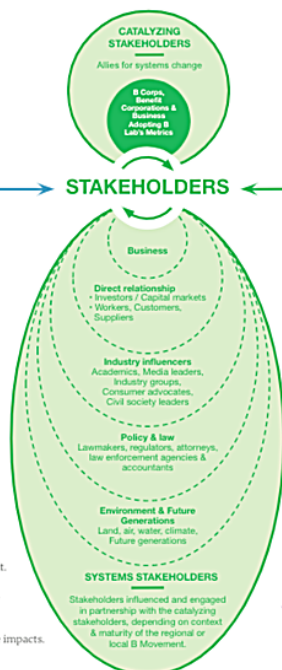 CATALYZING
STAKEHOLDERS
Allies for systems change
B Corps,
Benefit
Corporations &
Business
Adopting B
Lab's Metrics
STAKEHOLDERS
Business
Direct relationship
• Investors / Capital markets
• Workers, Customers,
Suppliers
Industry influencers
Academics, Media leaders,
Industry groups,
Consumer advocates,
Civil society leaders
Policy & law
Lawmakers, regulators, attorneys,
law enforcement agencies &
accountants
Environment & Future
Generations
Land, air, water, climate,
Future generations
t.
SYSTEMS STAKEHOLDERS
Stakeholders influenced and engaged
in partnership with the catalyzing
stakeholders, depending on context
& maturity of the regional or
local B Movement.
e impacts.